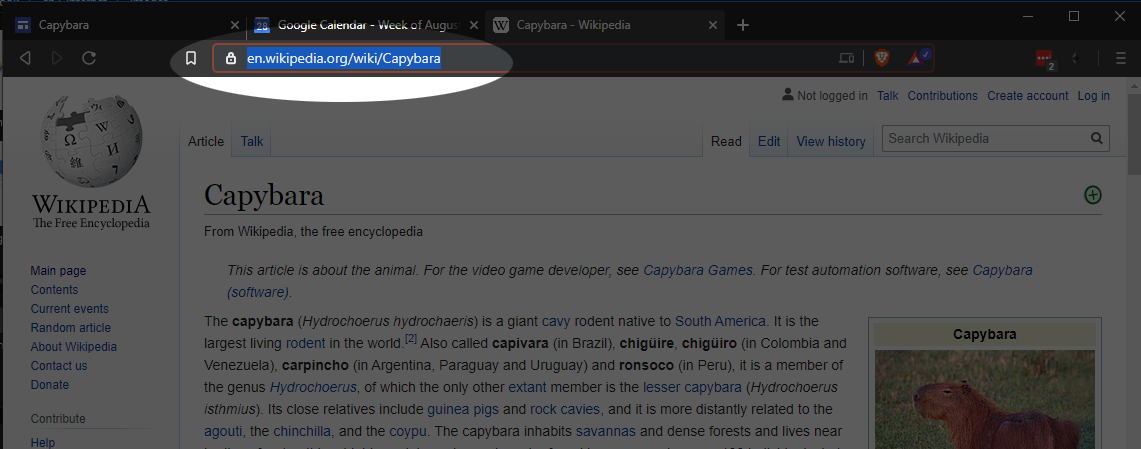 Capybara
Google Calendar - Week of Augus
Capybara - Wikipedia
en.wikipedia.org/wiki/Capybara
2
Not logged in Talk Contributions Create account Log in
Article Talk Read Edit View history Search Wikipedia
WIKIPEDIA
The Free Encyclopedia
Capybara
From Wikipedia, the free encyclopedia
Main page
Contents
Current events
Random article
About Wikipedia
Contact us
Donate
Contribute
Help
This article is about the animal. For the video game developer, see Capybara Games. For test automation software, see Capybara
(software).
The capybara (Hydrochoerus hydrochaeris) is a giant cavy rodent native to South America. It is the
largest living rodent in the world.[2] Also called capivara (in Brazil), chigüire, chigüiro (in Colombia and
Venezuela), carpincho (in Argentina, Paraguay and Uruguay) and
ronsoco (in Peru), it is a member of
the genus Hydrochoerus, of which the only other extant member is the lesser capybara (Hydrochoerus
isthmius). Its close relatives include guinea pigs and rock cavies, and it is more distantly related to the
agouti, the chinchilla, and the coypu. The capybara inhabits savannas and dense forests and lives near
Capybara